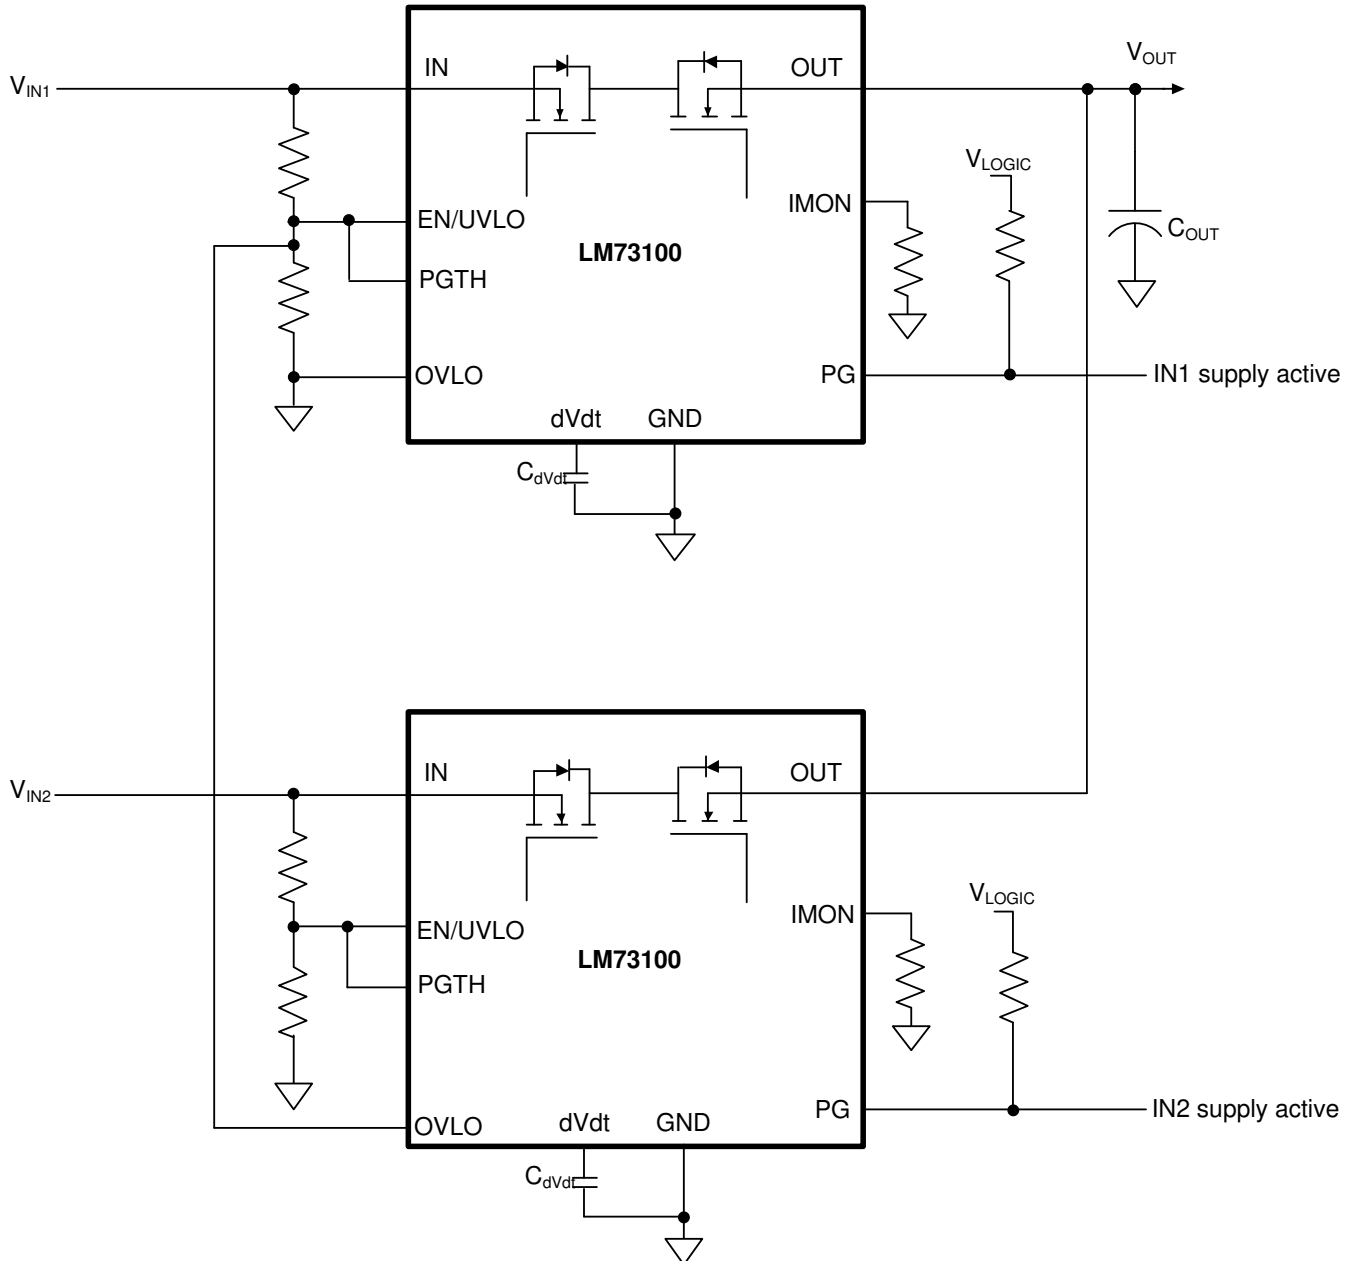 IN
OUT
VOUT
VIN1
VLOGIC
IMON
EN/UVLO
LM73100
COUT
PGTH
OVLO
PG
IN1 supply active
dVdt
GND
CdVdt
IN
OUT
VIN2
VLOGIC
IMON
EN/UVLO
LM73100
PGTH
PG
IN2 supply active
OVLO
dVdt
GND
CdVdt